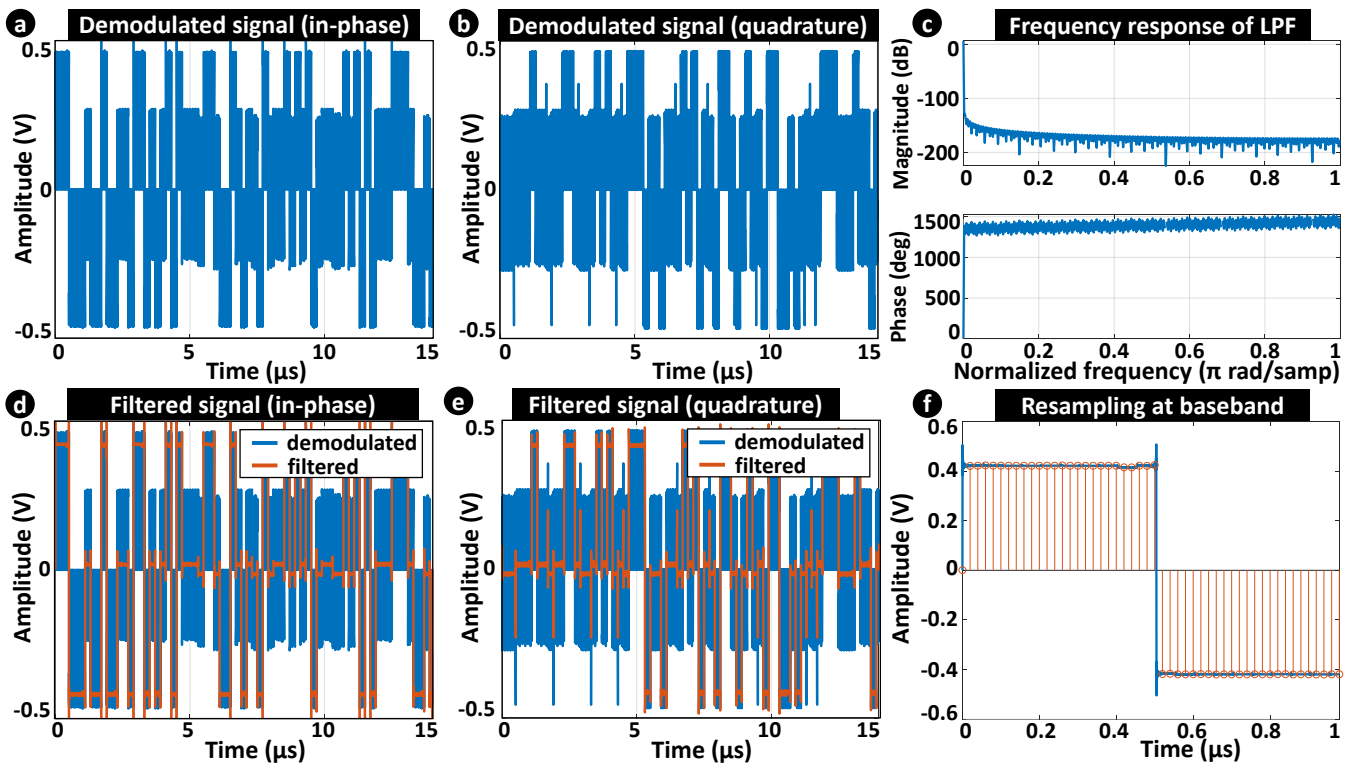 a Demodulated signal (in-phase)
0.5
0
-0.5
Amplitude (V)
0 5 10 15
Time (μs)
b Demodulated signal (quadrature)
0.5
0
-0.5
Amplitude (V)
0 5 10 15
Time (μs)
c Frequency response of LPF
0
-100
-200
Magnitude (dB)
0 0.2 0.4 0.6 0.8 1
1500
1000
500
0
Phase (deg)
0 0.2 0.4 0.6 0.8 1
Normalized frequency (π rad/samp)
d Filtered signal (in-phase)
demodulated
filtered
0.5
0
-0.5
Amplitude (V)
0 5 10 15
Time (μs)
e Filtered signal (quadrature)
demodulated
filtered
0.5
0
-0.5
Amplitude (V)
0 5 10 15
Time (μs)
f Resampling at baseband
0.6
0.4
0.2
0
-0.2
-0.4
-0.6
Amplitude (V)
0 0.2 0.4 0.6 0.8 1
Time (μs)